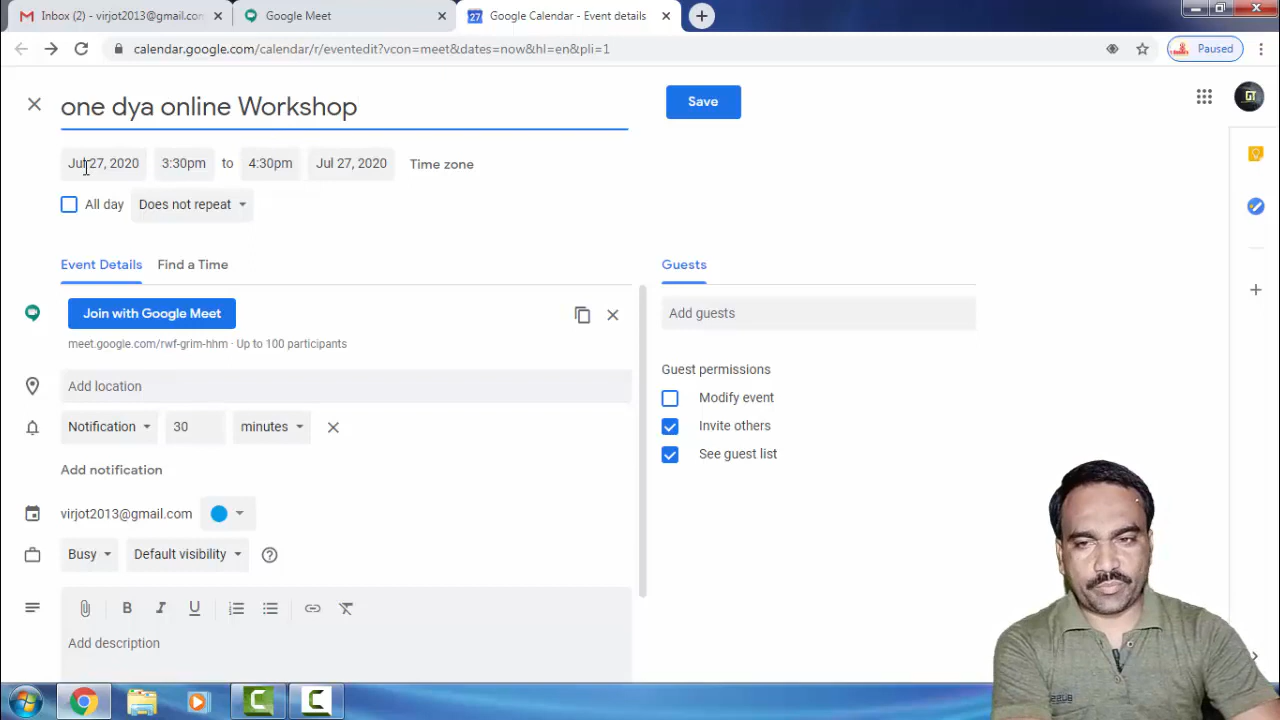 Inbox (2) - virjot2013@gmail.com
Google Meet
27 Google Calendar - Event details
calendar.google.com/calendar/r/eventedit?vcon=meet&dates=now&hl=en&pli=1
Paused
one dya online Workshop
Save
GT
Jul 27, 2020 3:30pm to 4:30pm Jul 27, 2020 Time zone
All day Does not repeat
Event Details Find a Time
Guests
Join with Google Meet
Add guests
meet.google.com/rwf-grim-hhm · Up to 100 participants
Guest permissions
Add location
Modify event
Notification 30 minutes
Invite others
See guest list
Add notification
virjot2013@gmail.com
Busy Default visibility
B I U
Add description